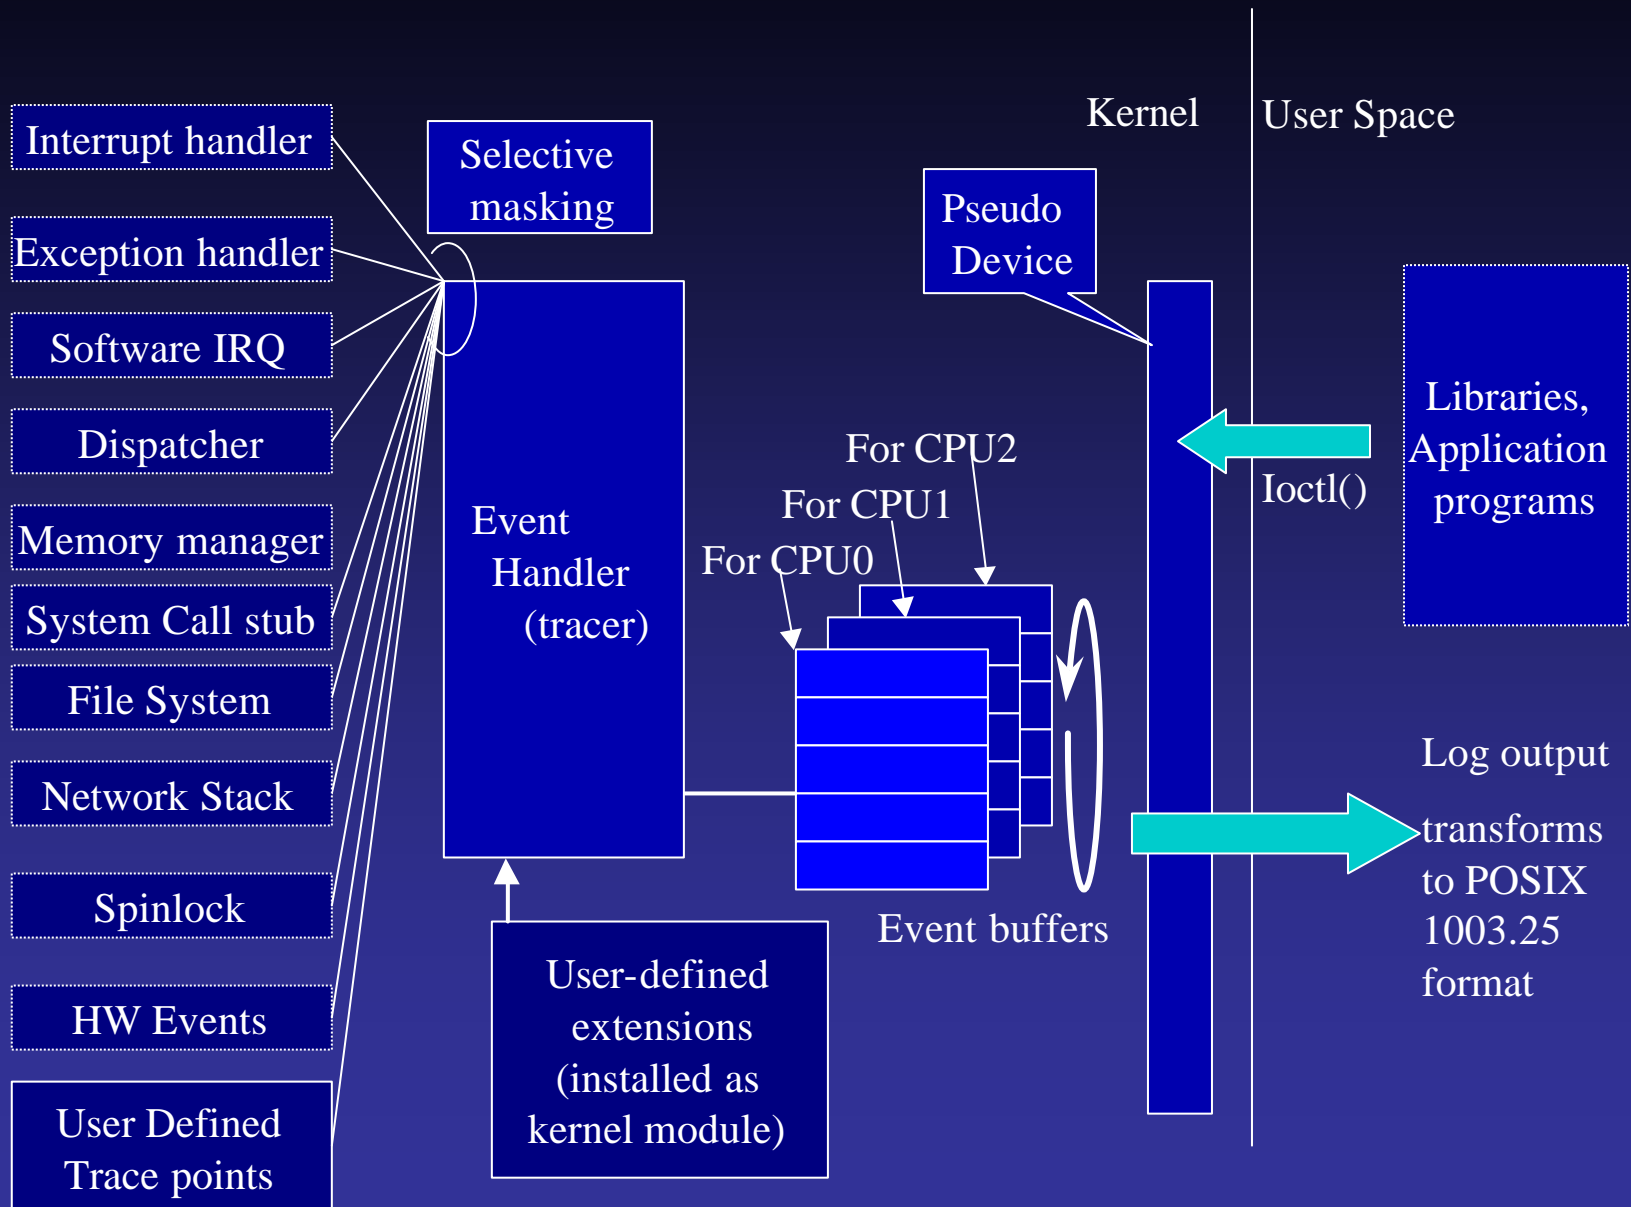 Interrupt handler
Exception handler
Software IRQ
Dispatcher
Memory manager
System Call stub
File System
Network Stack
Spinlock
HW Events
User Defined
Trace points
Selective
masking
Event
Handler
(tracer)
User-defined
extensions
(installed as
kernel module)
For CPU2
For CPU1
For CPU0
Event buffers
Kernel
User Space
Pseudo
Device
Ioctl()
Libraries,
Application
programs
Log output
transforms
to POSIX
1003.25
format